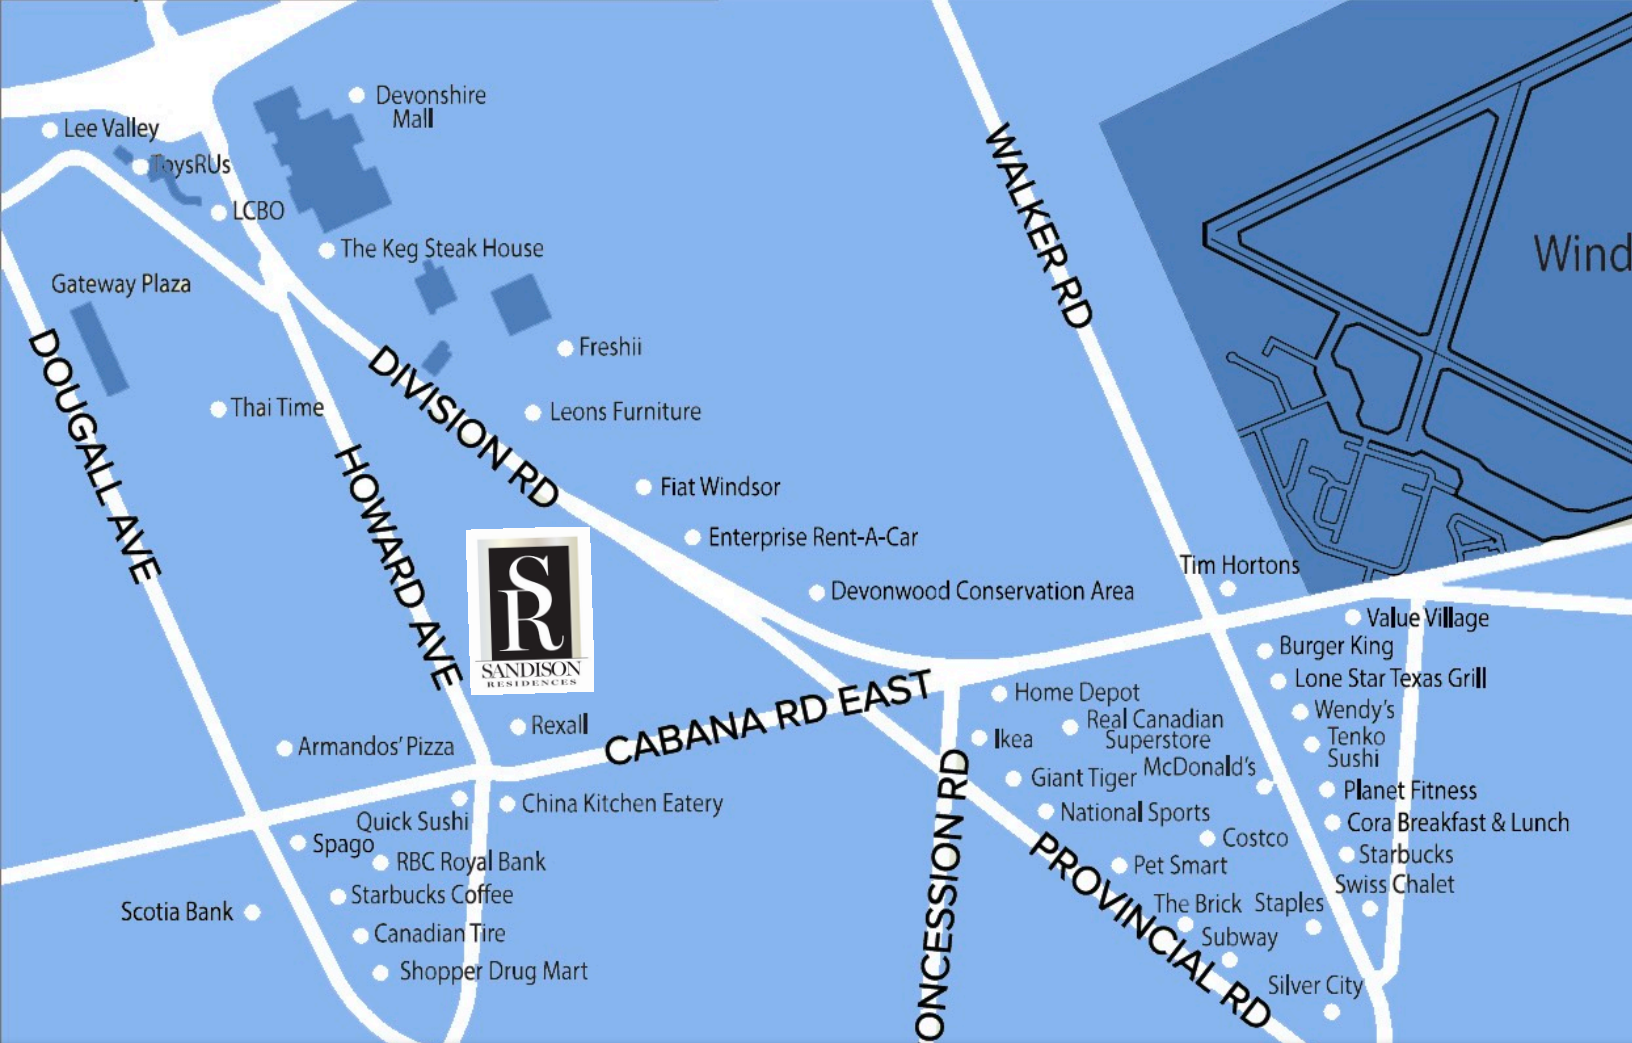 Devonshire
Mall
Lee Valley
ToysRUs
LCBO
The Keg Steak House
Gateway Plaza
WALKER RD
Wind
DOUGALL AVE
DIVISION RD
Freshii
Thai Time
Leons Furniture
HOWARD AVE
Fiat Windsor
Enterprise Rent-A-Car
Tim Hortons
Devonwood Conservation Area
SR
SANDISON
RESIDENCES
Value Village
Burger King
Lone Star Texas Grill
CABANA RD EAST
Home Depot
Wendy's
Real Canadian
Superstore
Rexall
Ikea
Tenko
Sushi
Armandos' Pizza
Giant Tiger
McDonald's
Planet Fitness
China Kitchen Eatery
National Sports
Quick Sushi
Cora Breakfast & Lunch
Spago
Costco
RBC Royal Bank
Pet Smart
Starbucks
Swiss Chalet
Starbucks Coffee
The Brick
Staples
Scotia Bank
Canadian Tire
Subway
Shopper Drug Mart
Silver City
ONCESSION RD
PROVINCIAL RD